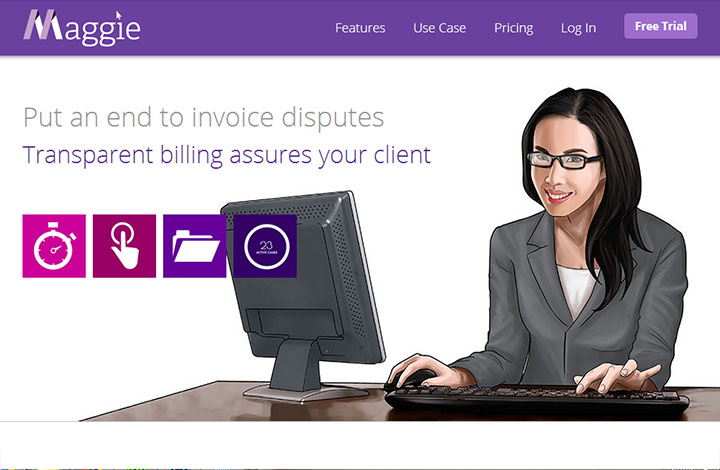 Maggie
Features Use Case Pricing Log In Free Trial
Put an end to invoice disputes
Transparent billing assures your client
23
ACTIVE CASES